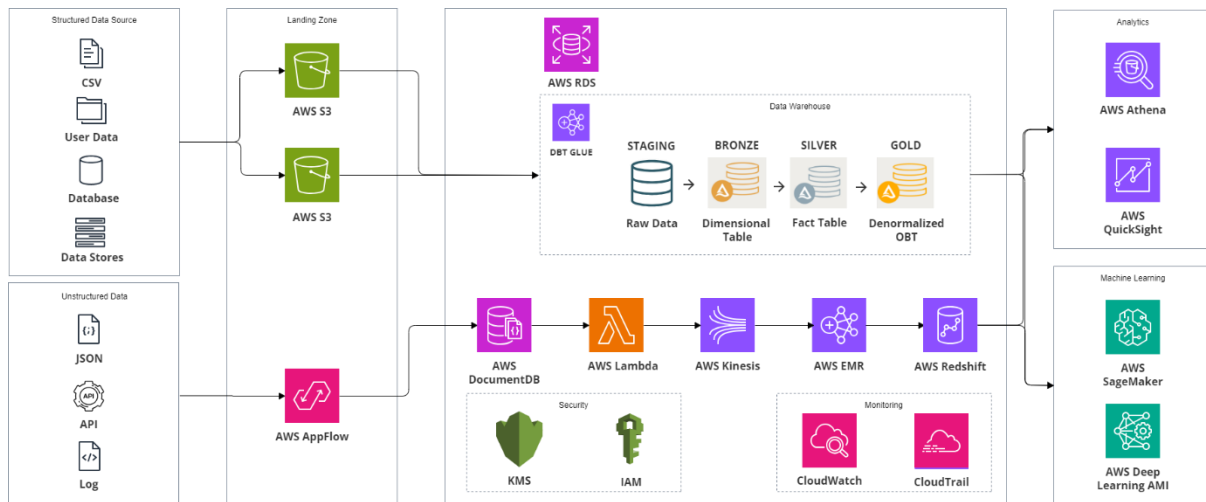 Structured Data Source
CSV
User Data
Database
Data Stores
Unstructured Data
JSON
API
API
Log
Landing Zone
AWS S3
AWS S3
AWS AppFlow
AWS RDS
Data Warehouse
DBT GLUE
STAGING
BRONZE
SILVER
GOLD
Raw Data
Dimensional
Table
Fact Table
Denormalized
OBT
AWS
DocumentDB
AWS Lambda
AWS Kinesis
AWS EMR
AWS Redshift
Security
KMS
IAM
Monitoring
CloudWatch
CloudTrail
Analytics
AWS Athena
AWS
QuickSight
Machine Learning
AWS
SageMaker
AWS Deep
Learning AMI